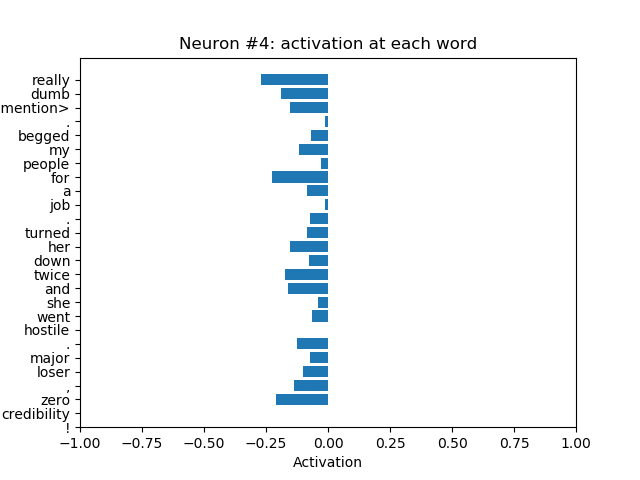 Neuron #4: activation at each word
really
dumb
mention>
.
begged
my
people
for
a
job
.
turned
her
down
twice
and
she
went
hostile
.
major
loser
,
zero
credibility
!
−1.00 −0.75 −0.50 −0.25 0.00 0.25 0.50 0.75 1.00
Activation